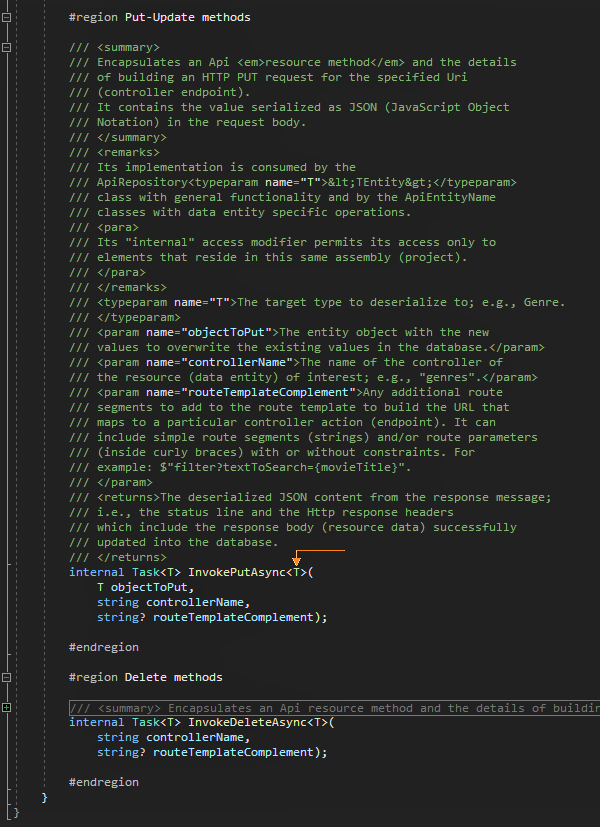 #region Put-Update methods
/// <summary>
/// Encapsulates an Api <em>resource method</em> and the details
/// of building an HTTP PUT request for the specified Uri
/// (controller endpoint).
/// It contains the value serialized as JSON (JavaScript Object
/// Notation) in the request body.
/// </summary>
/// <remarks>
/// Its implementation is consumed by the
/// ApiRepository<typeparam name="T">&lt;TEntity&gt;</typeparam>
/// class with general functionality and by the ApiEntityName
/// classes with data entity specific operations.
/// <para>
/// Its "internal" access modifier permits its access only to
/// elements that reside in this same assembly (project).
/// </para>
/// </remarks>
/// <typeparam name="T">The target type to deserialize to; e.g., Genre.
/// </typeparam>
/// <param name="objectToPut">The entity object with the new
/// values to overwrite the existing values in the database.</param>
/// <param name="controllerName">The name of the controller of
/// the resource (data entity) of interest; e.g., "genres".</param>
/// <param name="routeTemplateComplement">Any additional route
/// segments to add to the route template to build the URL that
/// maps to a particular controller action (endpoint). It can
/// include simple route segments (strings) and/or route parameters
/// (inside curly braces) with or without constraints. For
/// example: $"filter?textToSearch={movieTitle}".
/// </param>
/// <returns>The deserialized JSON content from the response message;
/// i.e., the status line and the Http response headers
/// which include the response body (resource data) successfully
/// updated into the database.
/// </returns>
internal Task<T> InvokePutAsync<T>(
T objectToPut,
string controllerName,
string? routeTemplateComplement);
#endregion
#region Delete methods
/// <summary> Encapsulates an Api resource method and the details of buildin
internal Task<T> InvokeDeleteAsync<T>(
string controllerName,
string? routeTemplateComplement);
#endregion
}
}